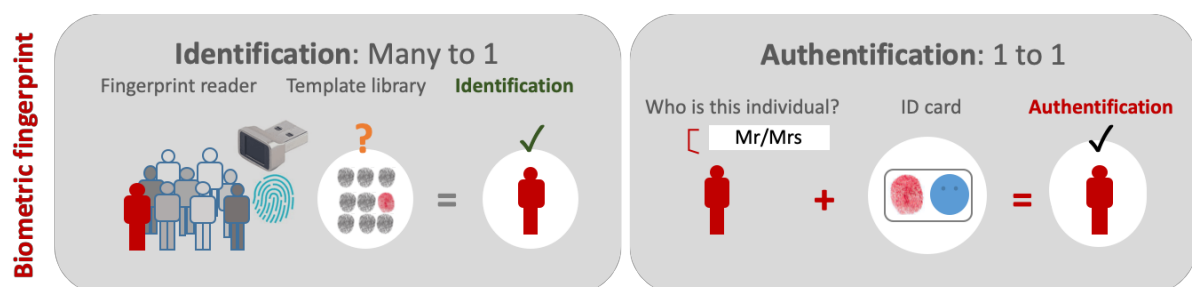 Biometric fingerprint
Identification: Many to 1
Fingerprint reader Template library Identification
?
=
Authentification: 1 to 1
Who is this individual? ID card Authentification
Mr/Mrs
+ =